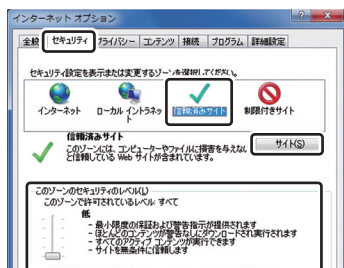 インターネット オプション
全般 セキュリティ プライバシー コンテンツ 接続 プログラム 詳細設定
セキュリティ設定を表示または変更するゾーンを選択してください。
インターネット ローカル イントラネット 信頼済みサイト 制限付きサイト
信頼済みサイト
このゾーンには、コンピューターやファイルに損害を与えない
と信頼している Web サイトが含まれています。
サイト(S)
このゾーンのセキュリティのレベル(L)
このゾーンで許可されているレベル: すべて
低
- 最小限度の保証および警告指示が提供されます
- ほとんどのコンテンツが警告なしにダウンロードされ実行されます
- すべてのアクティブ コンテンツが実行できます
- サイトを無条件に信頼します